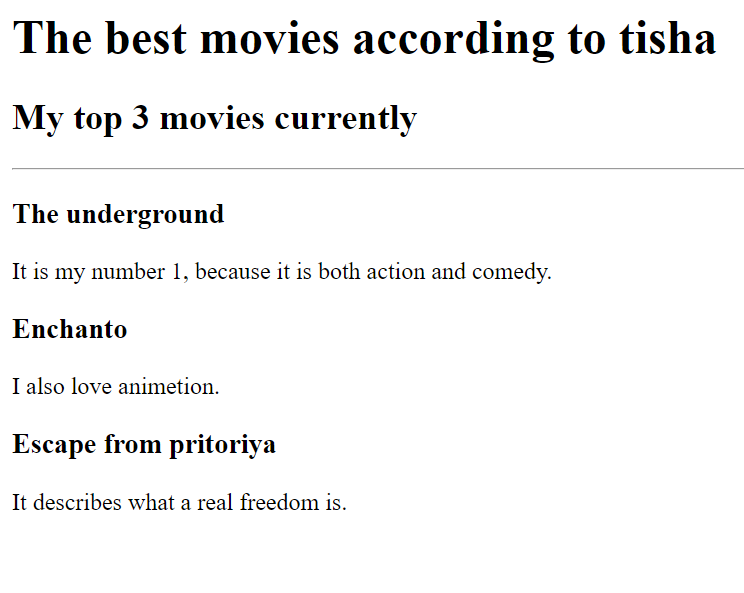 The best movies according to tisha
My top 3 movies currently
The underground
It is my number 1, because it is both action and comedy.
Enchanto
I also love animetion.
Escape from pritoriya
It describes what a real freedom is.